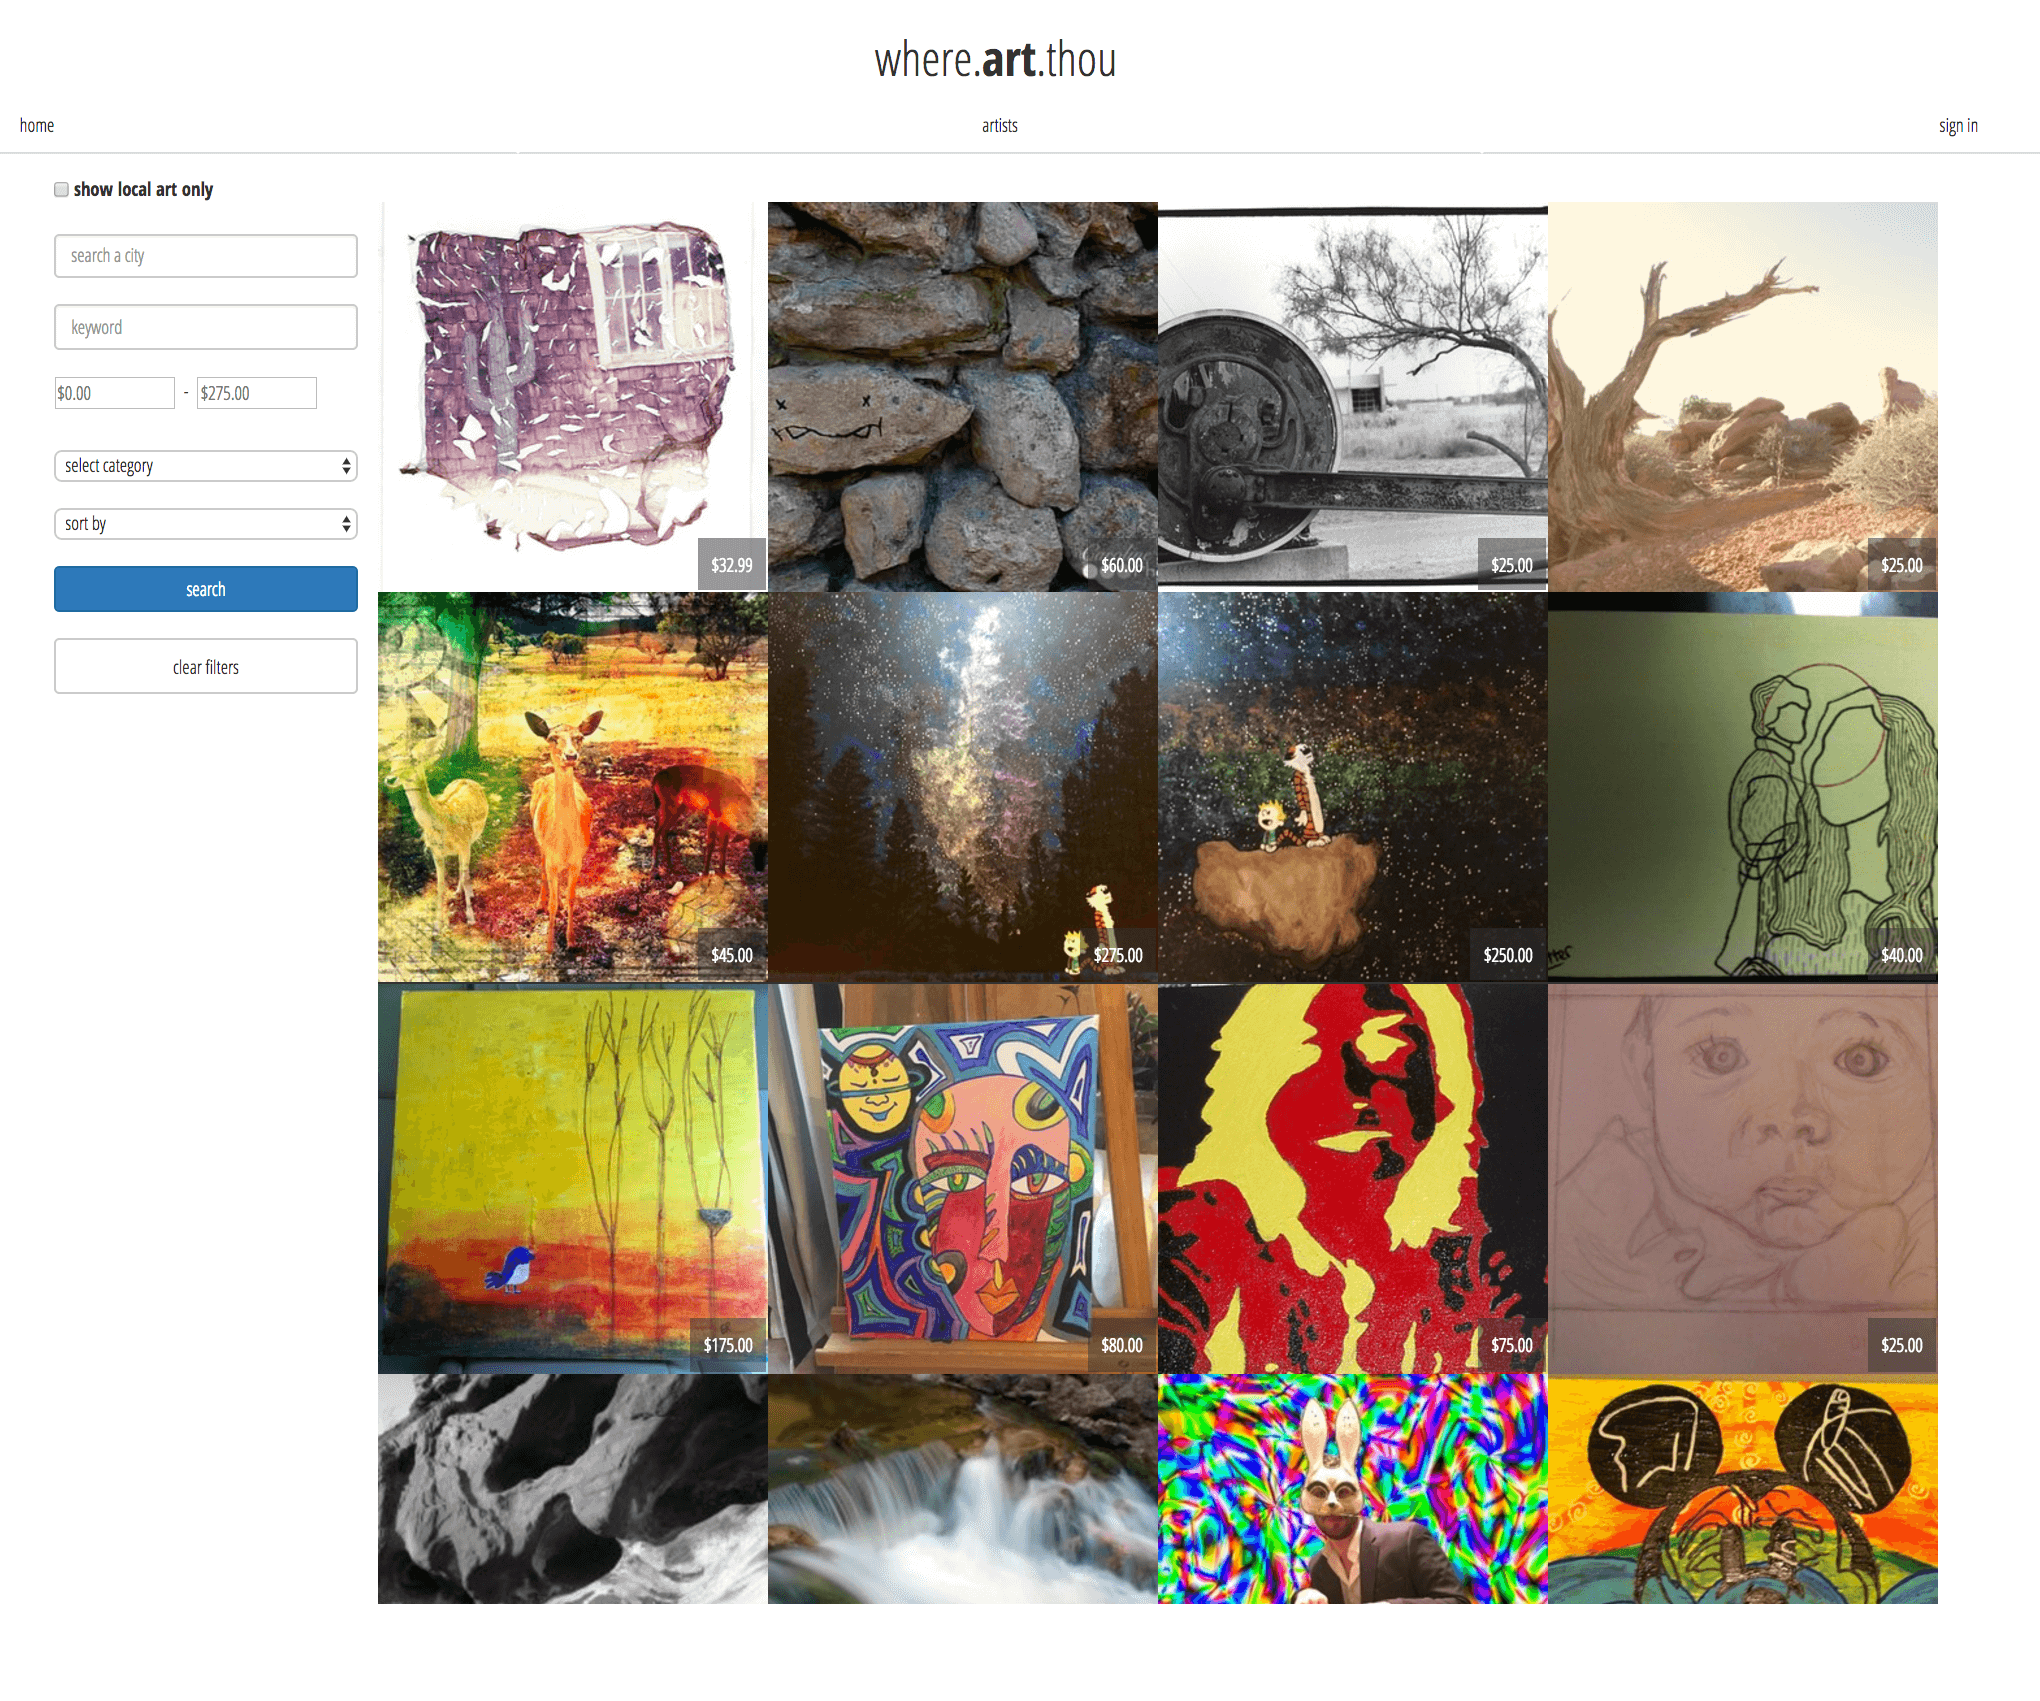 where.art.thou
home
artists
sign in
show local art only
search a city
keyword
$0.00 - $275.00
select category
sort by
search
clear filters
$32.99
$60.00
$25.00
$25.00
$45.00
$275.00
$250.00
$40.00
$175.00
$80.00
$75.00
$25.00